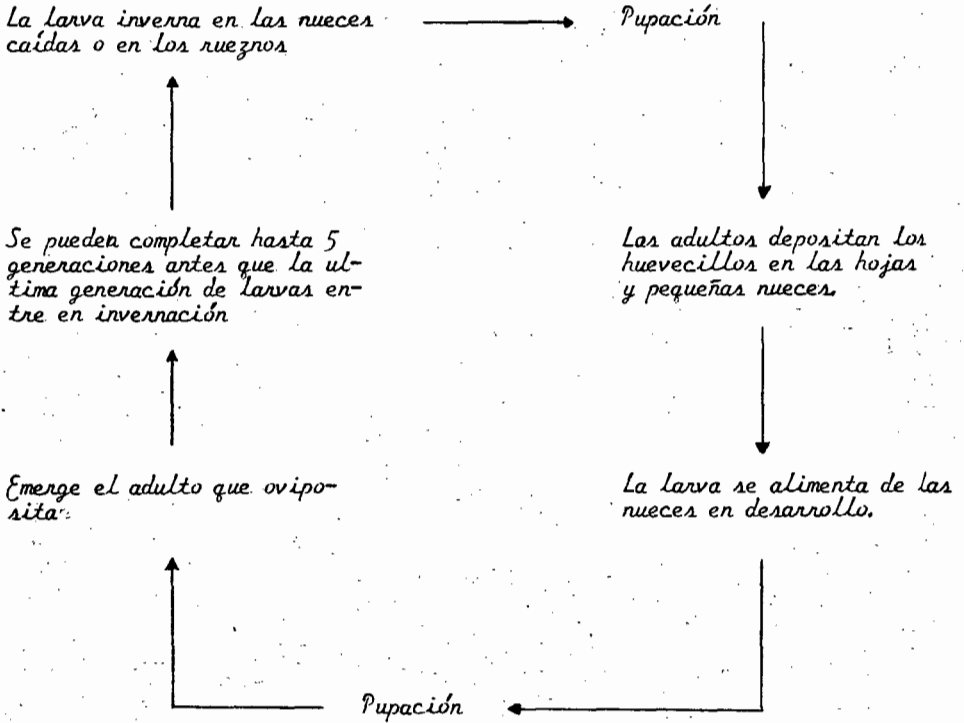 La larva inverna en las nueces
caídas o en los rueznos
Pupación
Los adultos depositan los
huevecillos en las hojas
y pequeñas nueces.
La larva se alimenta de las
nueces en desarrollo.
Pupación
Emerge el adulto que ovipo-
sita
Se pueden completar hasta 5
generaciones antes que la ul-
tima generación de larvas en-
tre en invernación